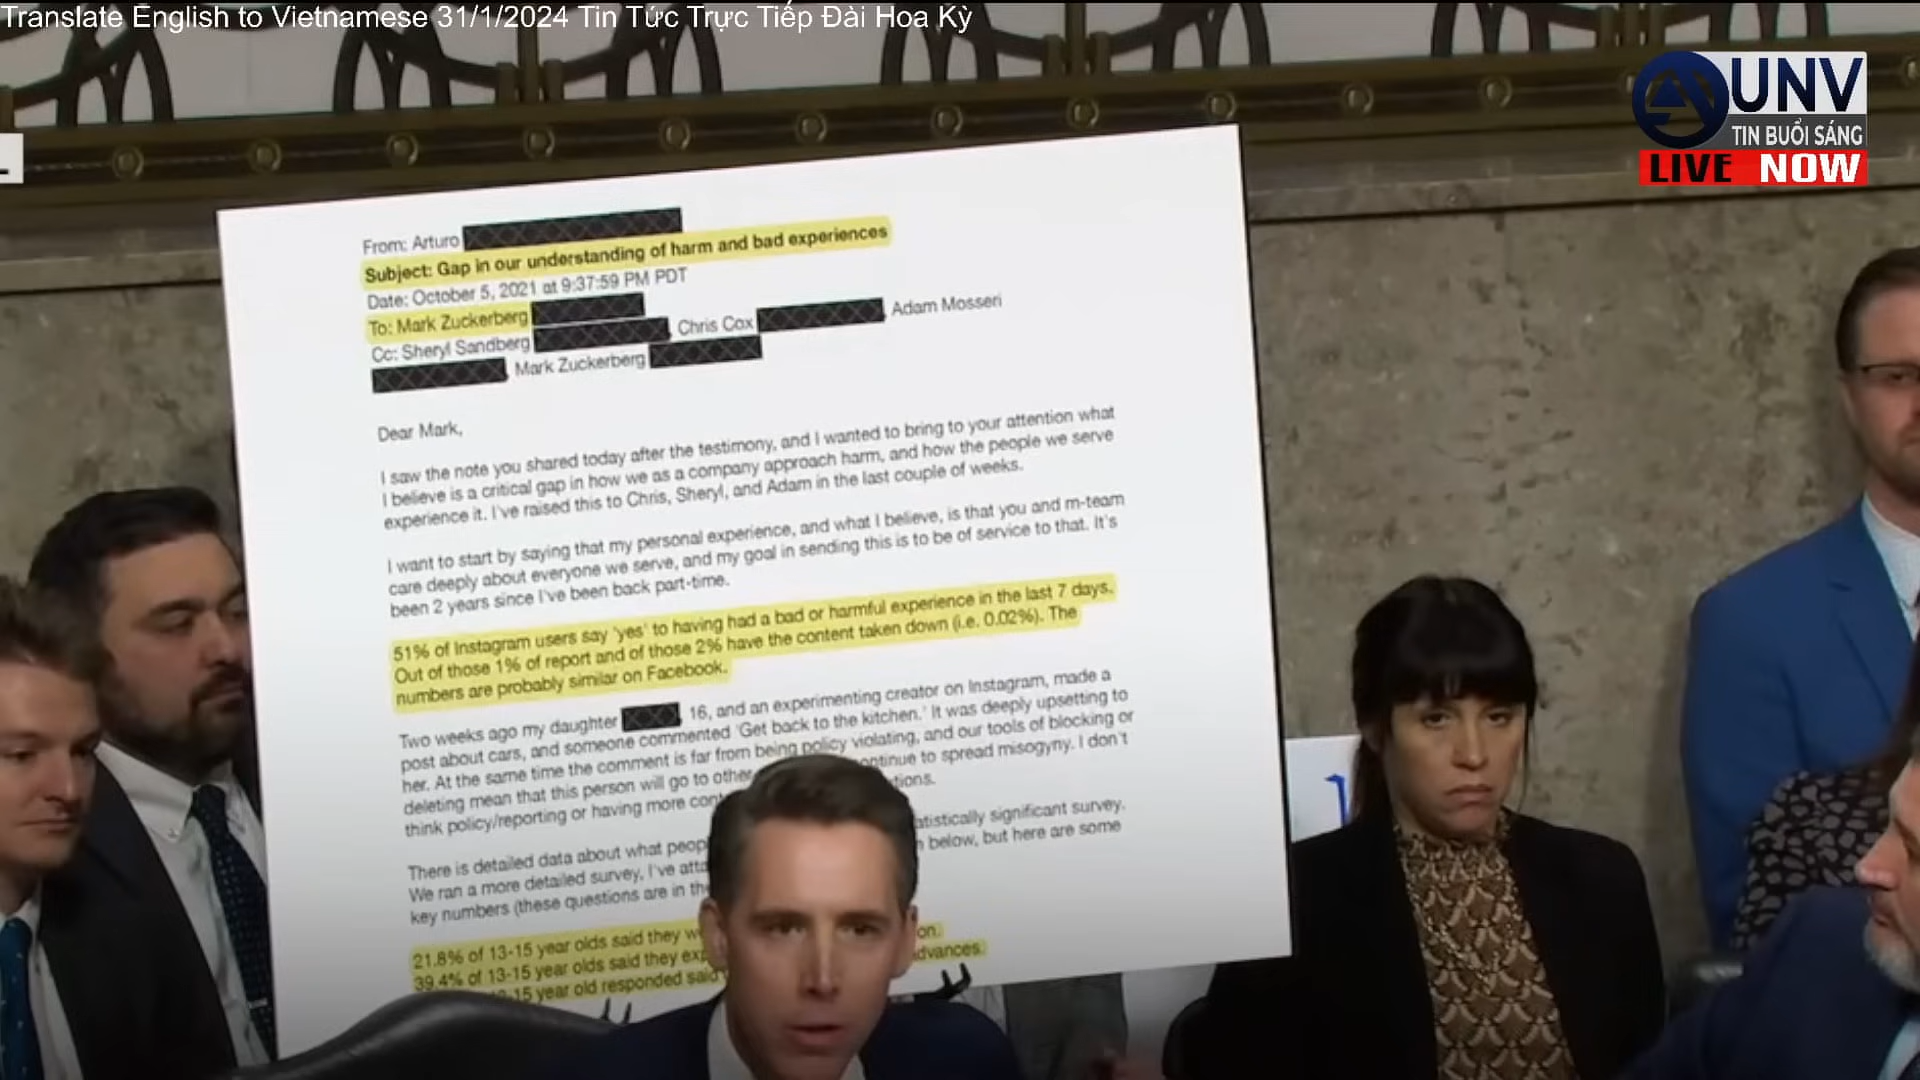 Translate English to Vietnamese 31/1/2024 Tin Tức Trực Tiếp Đài Hoa Kỳ
UNV
TIN BUỔI SÁNG
LIVE NOW
From: Arturo
Subject: Gap in our understanding of harm and bad experiences
Date: October 5, 2021 at 9:37:59 PM PDT
To: Mark Zuckerberg
Cc: Sheryl Sandberg , Chris Cox , Adam Mosseri
, Mark Zuckerberg
Dear Mark,
I saw the note you shared today after the testimony, and I wanted to bring to your attention what
I believe is a critical gap in how we as a company approach harm, and how the people we serve
experience it. I've raised this to Chris, Sheryl, and Adam in the last couple of weeks.
I want to start by saying that my personal experience, and what I believe, is that you and m-team
care deeply about everyone we serve, and my goal in sending this is to be of service to that. It's
been 2 years since I've been back part-time.
51% of Instagram users say 'yes' to having had a bad or harmful experience in the last 7 days.
Out of those 1% of report and of those 2% have the content taken down (i.e. 0.02%). The
numbers are probably similar on Facebook.
Two weeks ago my daughter , 16, and an experimenting creator on Instagram, made a
post about cars, and someone commented 'Get back to the kitchen.' It was deeply upsetting to
her. At the same time the comment is far from being policy violating, and our tools of blocking or
deleting mean that this person will go to other continue to spread misogyny. I don't
think policy/reporting or having more
There is detailed data about what statistically significant survey.
We ran a more detailed survey, I've below, but here are some
key numbers (these questions are in the
21.8% of 13-15 year olds said they
39.4% of 13-15 year olds said they advances.
-15 year old responded said